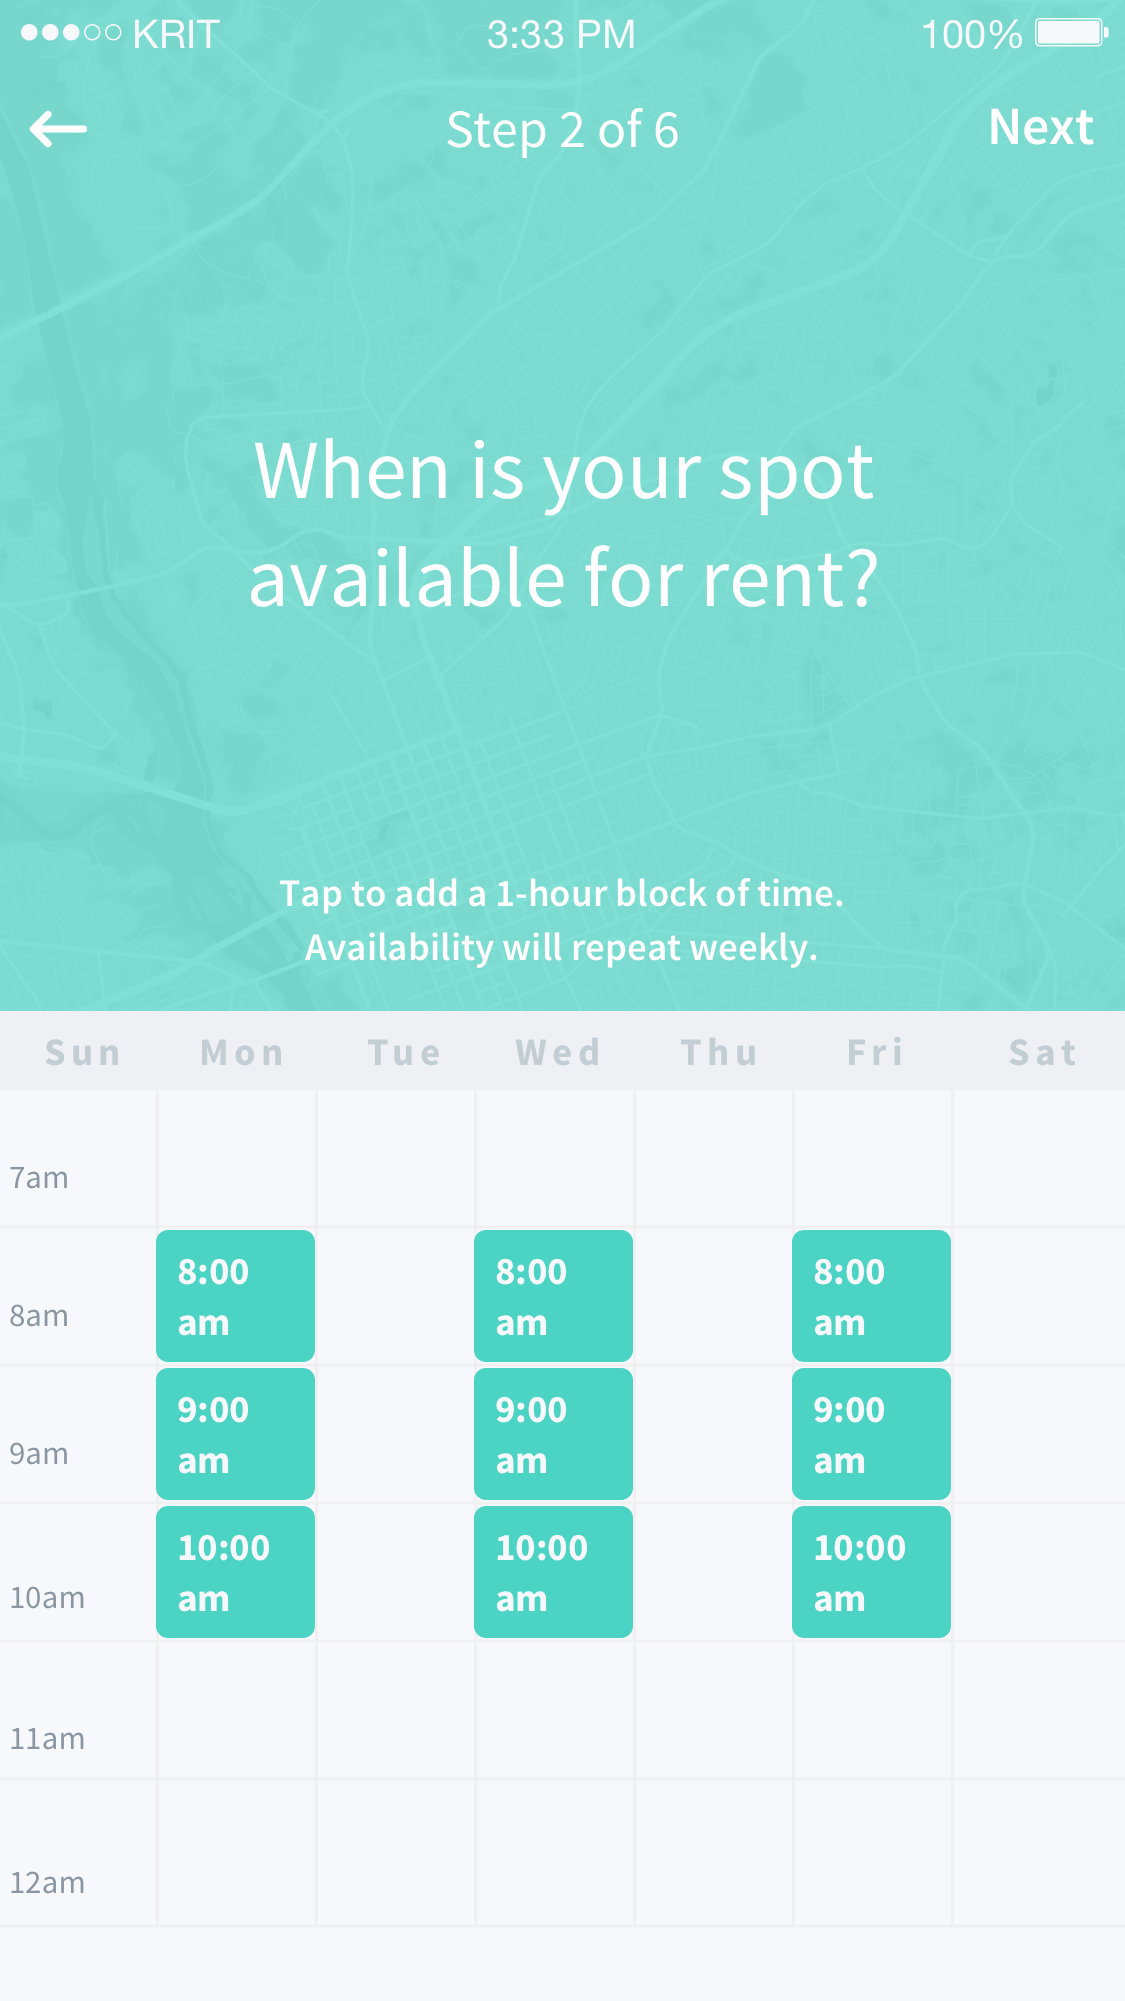 KRIT 3:33 PM 100%
Step 2 of 6 Next
When is your spot
available for rent?
Tap to add a 1-hour block of time.
Availability will repeat weekly.
Sun Mon Tue Wed Thu Fri Sat
7am
8am
8:00
am
8:00
am
8:00
am
9am
9:00
am
9:00
am
9:00
am
10am
10:00
am
10:00
am
10:00
am
11am
12am